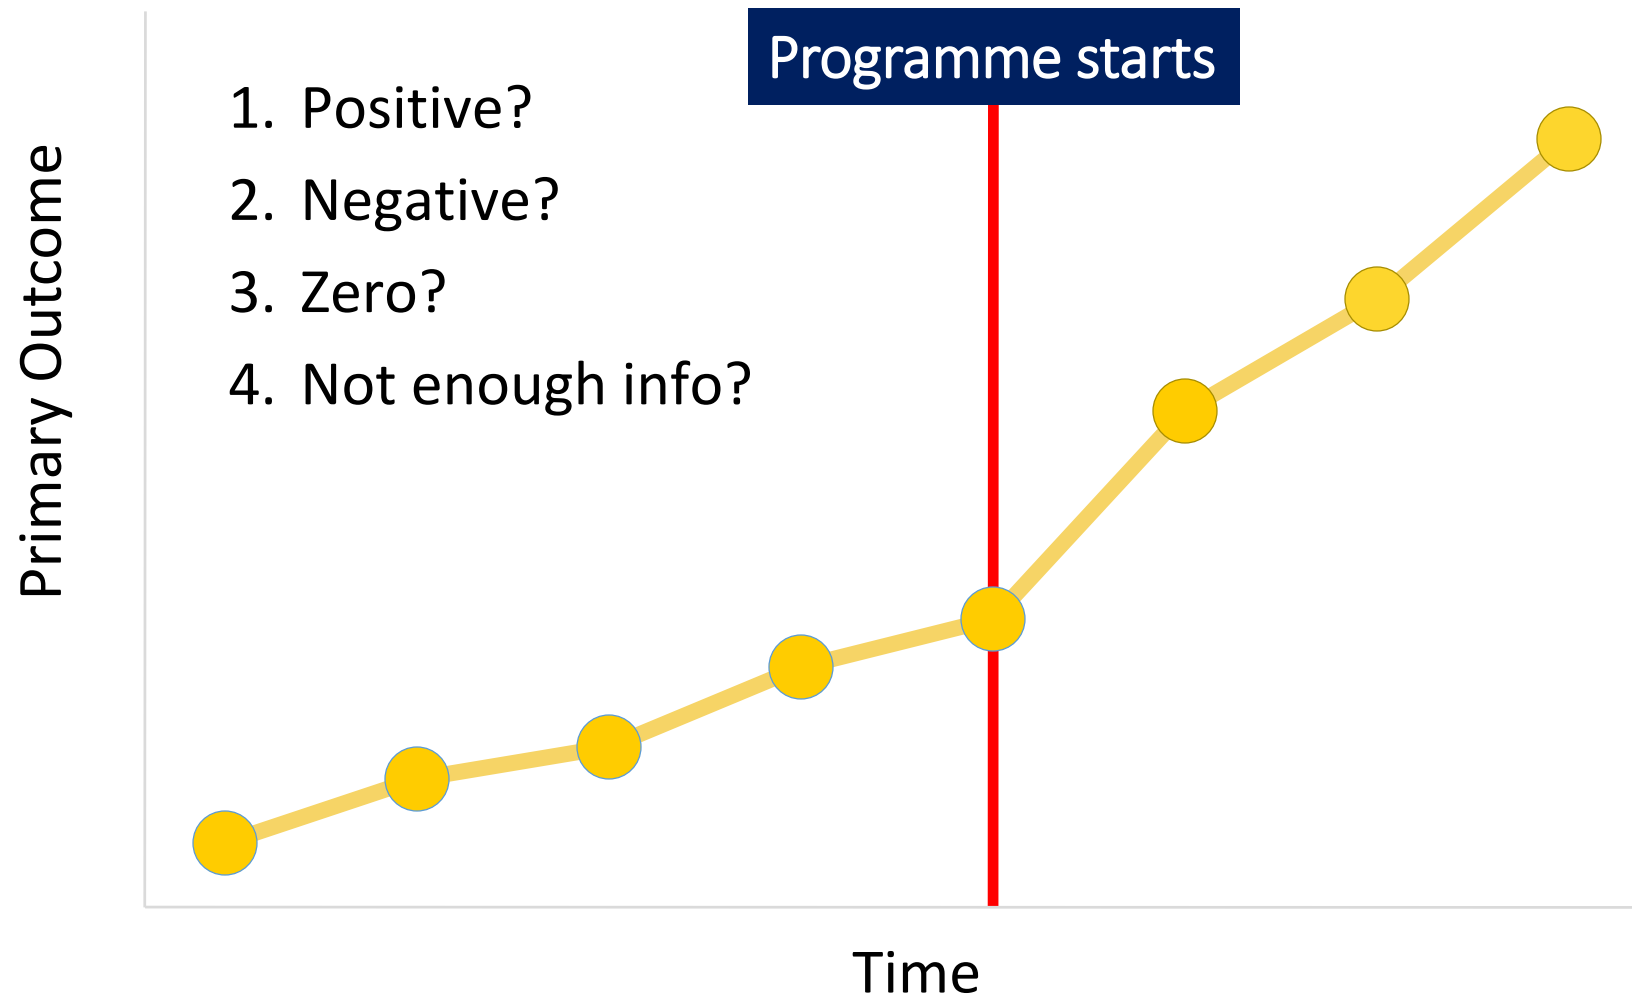 Programme starts
1. Positive?
2. Negative?
3. Zero?
4. Not enough info?
Primary Outcome
Time